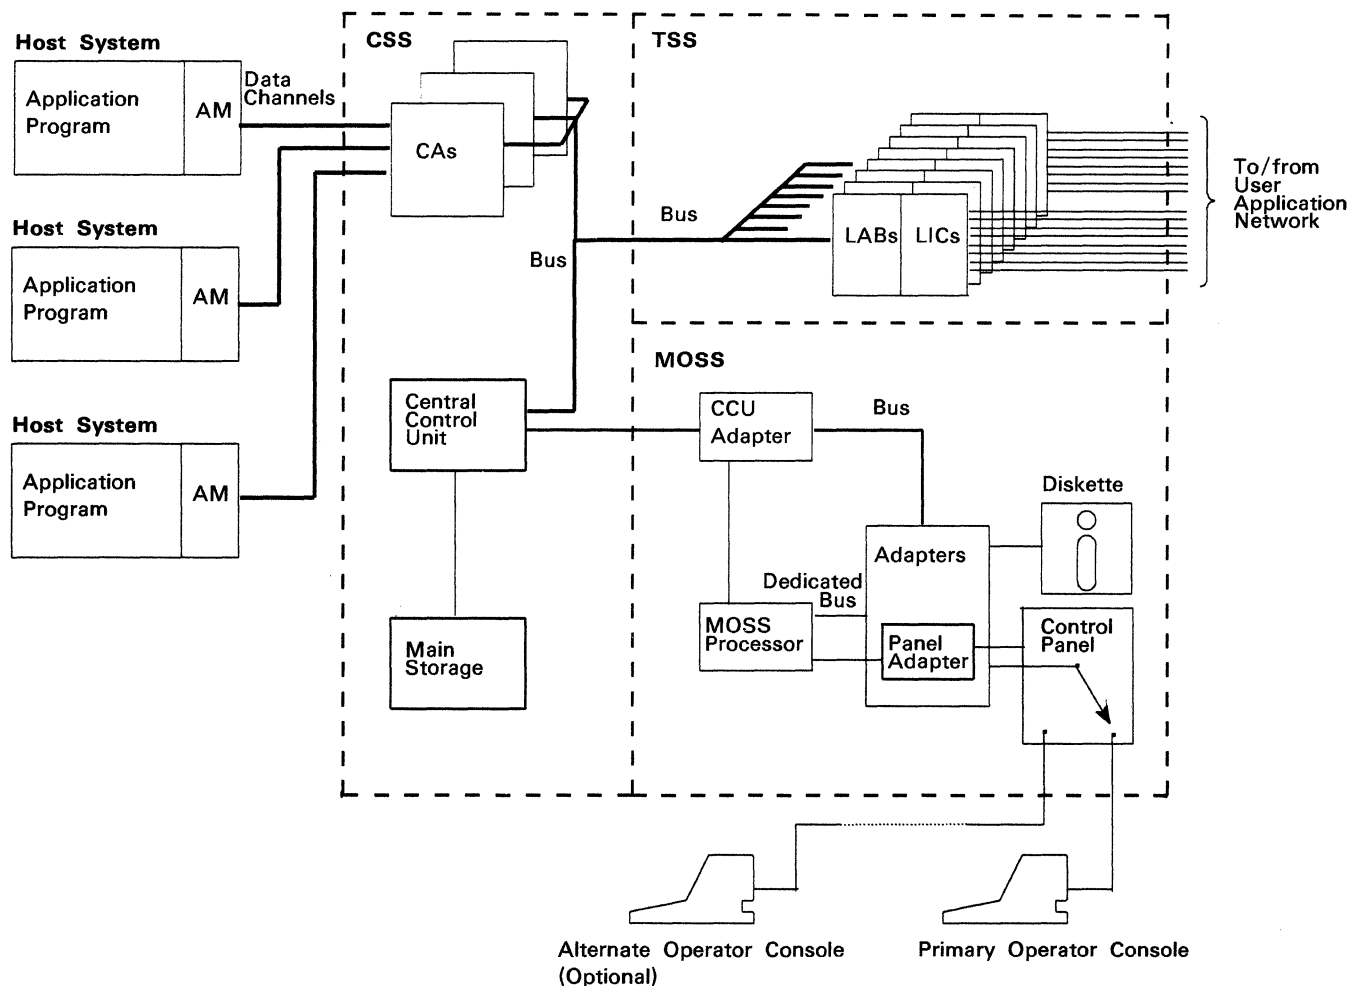 Host System
Application
Program
AM
Data
Channels
Host System
Application
Program
AM
Host System
Application
Program
AM
CSS
CAs
Bus
Central
Control
Unit
Main
Storage
TSS
Bus
LABs
LICs
To/from
User
Application
Network
MOSS
CCU
Adapter
Bus
Diskette
Adapters
Dedicated
Bus
MOSS
Processor
Panel
Adapter
Control
Panel
Alternate Operator Console
(Optional)
Primary Operator Console